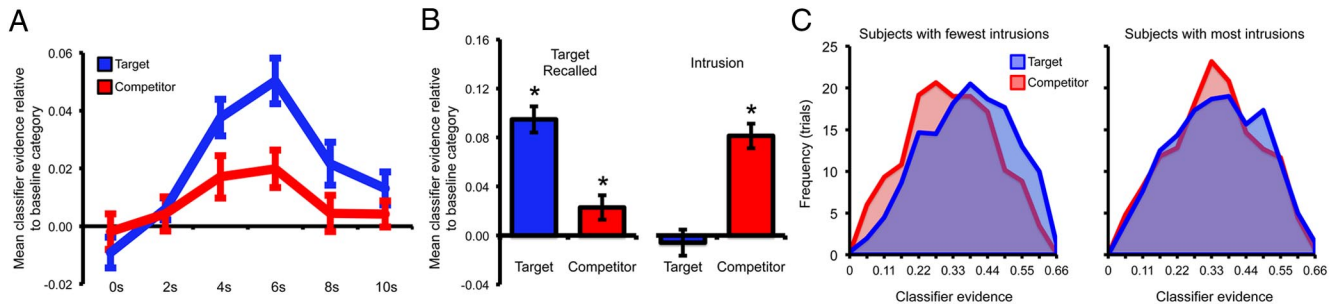 A
Mean classifier evidence relative
to baseline category
0.06
0.04
0.02
0.00
-0.02
Target
Competitor
0s 2s 4s 6s 8s 10s
B
Mean classifier evidence relative
to baseline category
0.16
0.12
0.08
0.04
0.00
-0.04
Target
Recalled
Intrusion
* * *
Target Competitor Target Competitor
C
Subjects with fewest intrusions
Subjects with most intrusions
Target
Competitor
Frequency (trials)
25
20
15
10
5
0
0 0.11 0.22 0.33 0.44 0.55 0.66
0 0.11 0.22 0.33 0.44 0.55 0.66
Classifier evidence
Classifier evidence